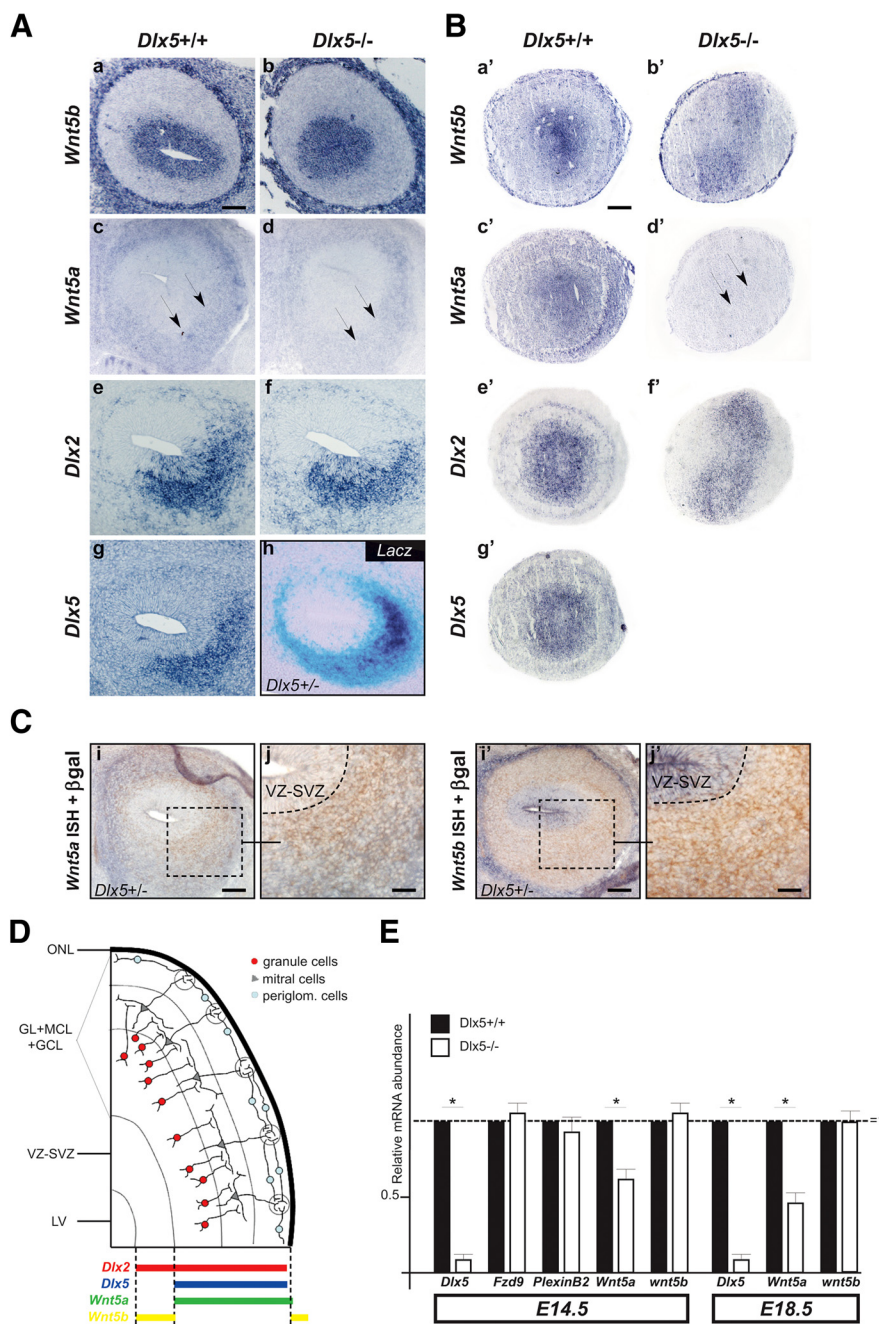 A
Dlx5+/+
Dlx5-/-
B
Dlx5+/+
Dlx5-/-
Wnt5b
a
b
Wnt5b
a'
b'
Wnt5a
c
d
Wnt5a
c'
d'
Dlx2
e
f
Dlx2
e'
f'
Dlx5
g
h
Lacz
Dlx5+/-
Dlx5
g'
C
Wnt5a ISH + βgal
i
Dlx5+/-
j
VZ-SVZ
Wnt5b ISH + βgal
i'
Dlx5+/-
j'
VZ-SVZ
D
ONL
GL+MCL
+GCL
VZ-SVZ
LV
granule cells
mitral cells
periglom. cells
Dlx2
Dlx5
Wnt5a
Wnt5b
E
Relative mRNA abundance
0.5
Dlx5+/+
Dlx5-/-
* * * *
=
Dlx5 Fzd9 PlexinB2 Wnt5a wnt5b Dlx5 Wnt5a wnt5b
E14.5 E18.5